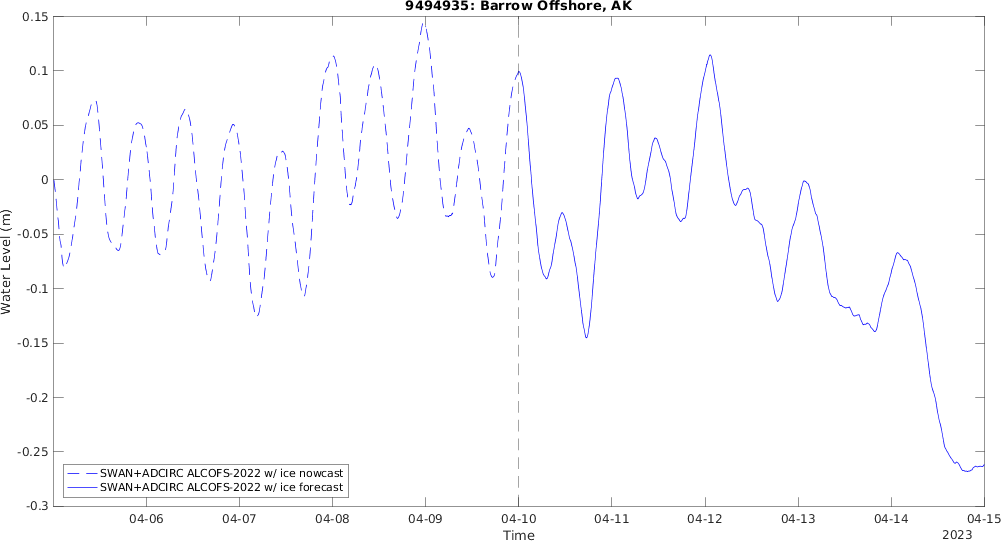 9494935: Barrow Offshore, AK
0.15
0.1
0.05
0
-0.05
-0.1
-0.15
-0.2
-0.25
-0.3
Water Level (m)
SWAN+ADCIRC ALCOFS-2022 w/ ice nowcast
SWAN+ADCIRC ALCOFS-2022 w/ ice forecast
04-06 04-07 04-08 04-09 04-10 04-11 04-12 04-13 04-14 04-15
Time
2023